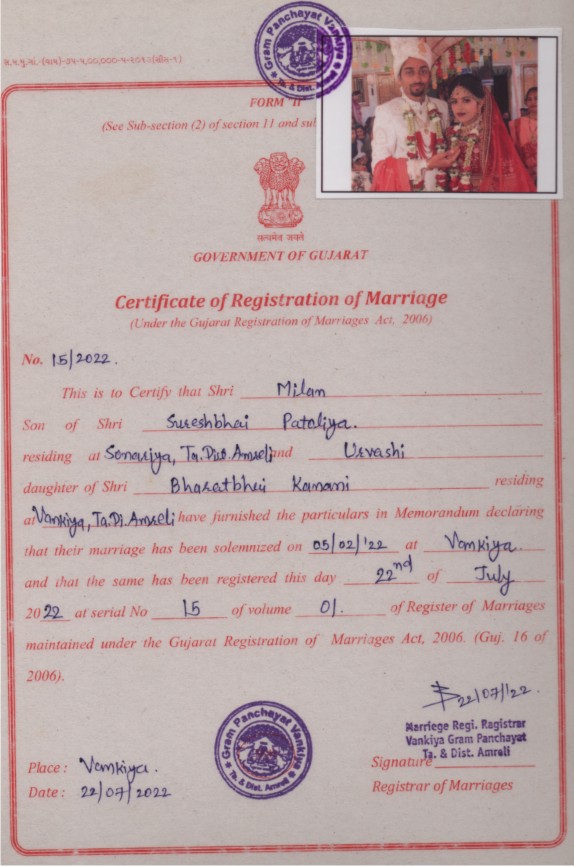 Gram Panchayat Vankiya
Ta. & Dist.
FORM "II"
(See Sub-section (2) of section 11 and sub
सत्यमेव जयते
GOVERNMENT OF GUJARAT
Certificate of Registration of Marriage
(Under the Gujarat Registration of Marriages Act, 2006)
No. 15/2022.
This is to Certify that Shri Milan
Son of Shri Sureshbhai Pataliya.
residing at Sonariya, Ta. Dist. Amreli and Urvashi
daughter of Shri Bharatbhai Kanani residing
at Vankiya, Ta. Di. Amreli have furnished the particulars in Memorandum declaring
that their marriage has been solemnized on 05/02/'22 at Vankiya.
and that the same has been registered this day 22nd of July
2022 at serial No 15 of volume 01. of Register of Marriages
maintained under the Gujarat Registration of Marriages Act, 2006. (Guj. 16 of
2006).
22/07/'22.
Marriege Regi. Registrar
Vankiya Gram Panchayat
Ta. & Dist. Amreli
Signature
Registrar of Marriages
Gram Panchayat Vankiya
Ta. & Dist. Amreli
Place : Vankiya.
Date : 22/07/2022